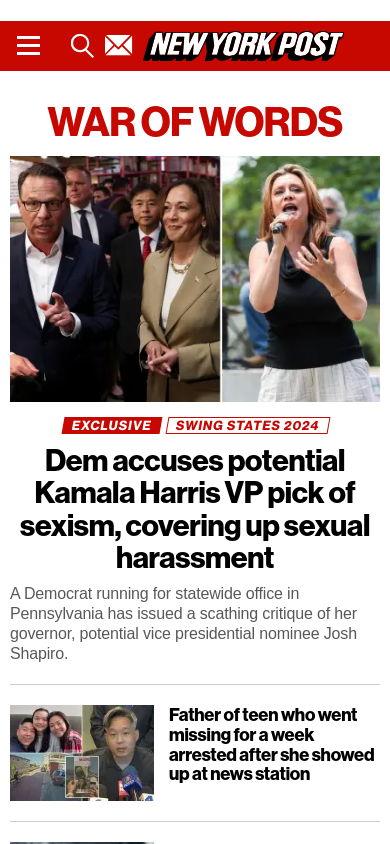 NEW YORK POST
WAR OF WORDS
EXCLUSIVE SWING STATES 2024
Dem accuses potential
Kamala Harris VP pick of
sexism, covering up sexual
harassment
A Democrat running for statewide office in
Pennsylvania has issued a scathing critique of her
governor, potential vice presidential nominee Josh
Shapiro.
Father of teen who went
missing for a week
arrested after she showed
up at news station